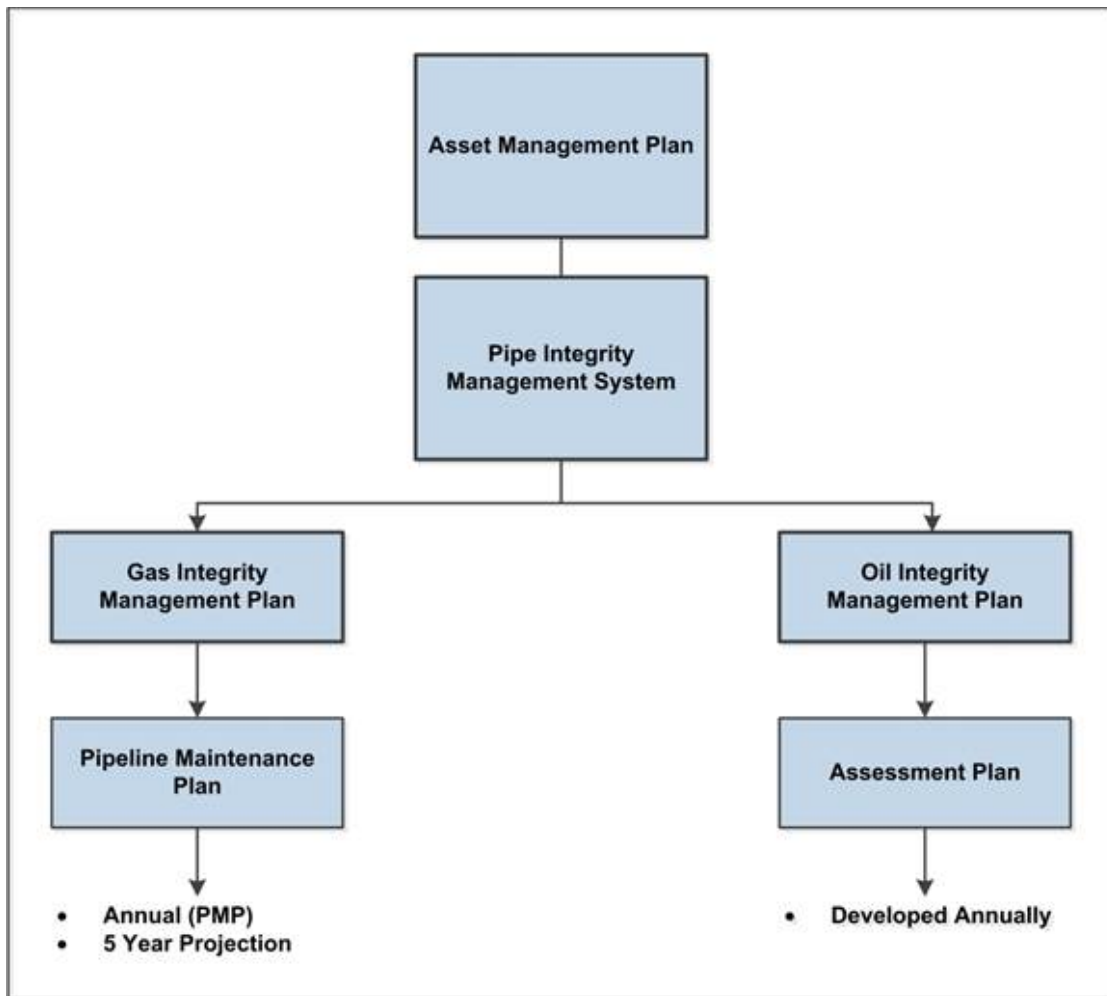 Asset Management Plan
Pipe Integrity
Management System
Gas Integrity
Management Plan
Oil Integrity
Management Plan
Pipeline Maintenance
Plan
Assessment Plan
• Annual (PMP)
• 5 Year Projection
• Developed Annually